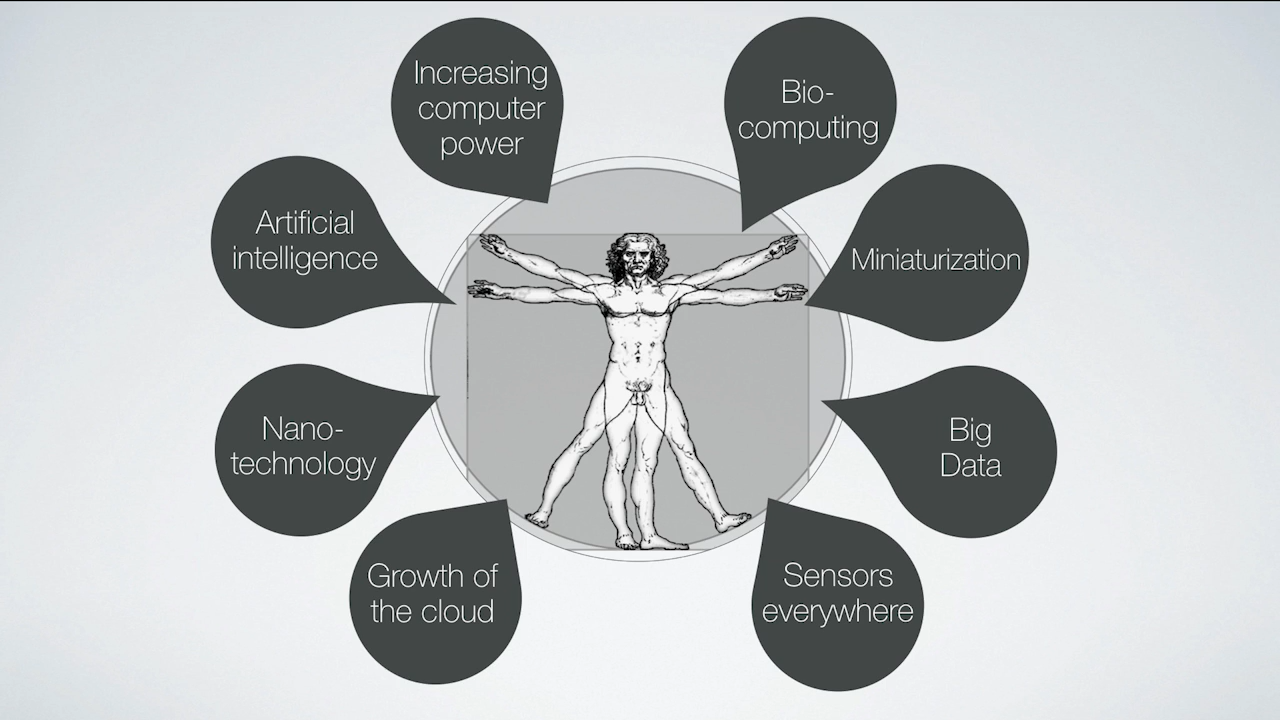 Increasing
computer
power
Bio-
computing
Artificial
intelligence
Miniaturization
Nano-
technology
Big
Data
Growth of
the cloud
Sensors
everywhere